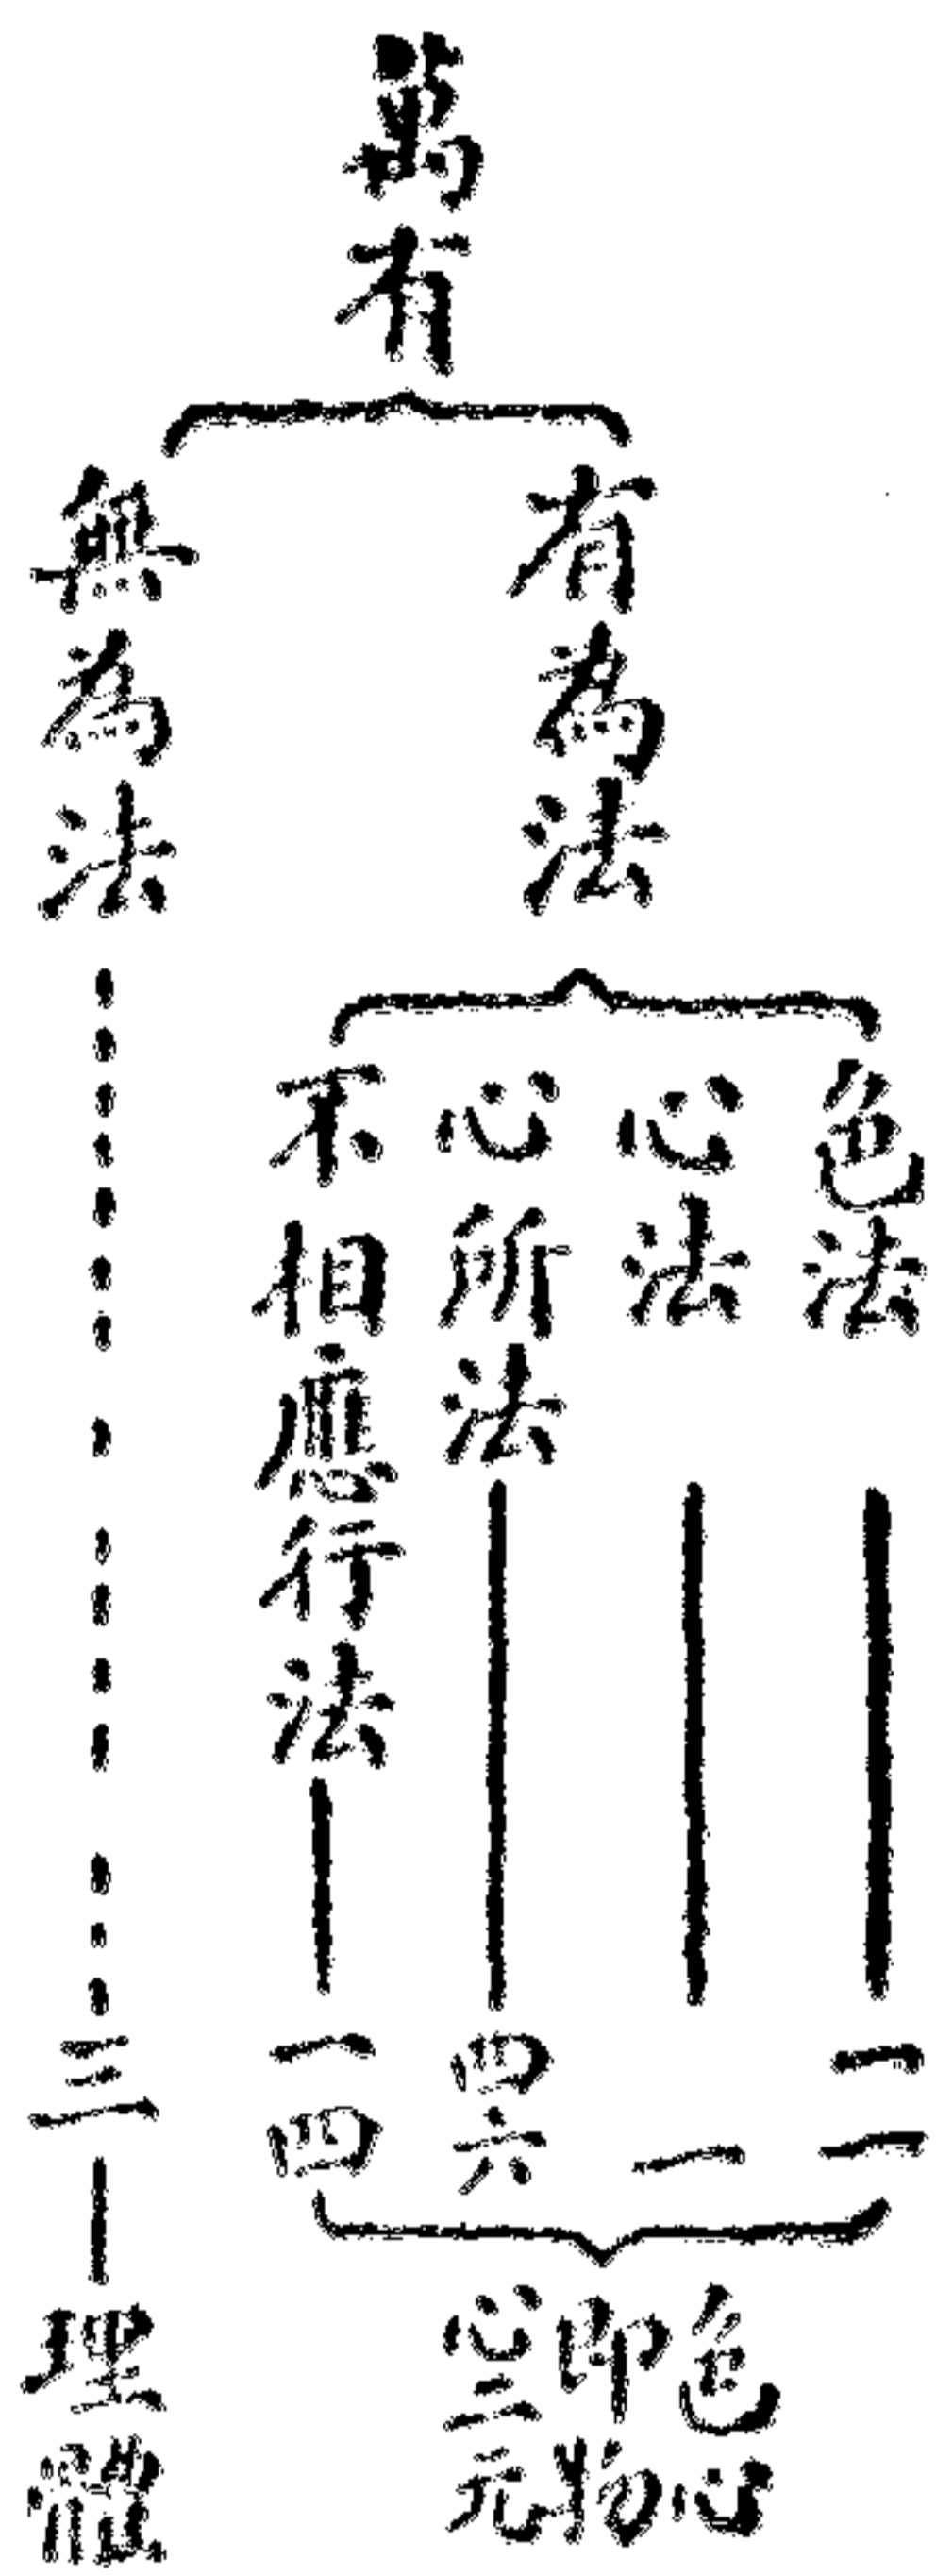 萬有
有為法
色法
一一
心法
一
心所法
四六
不相應行法
一四
色心
即物
心二元
無為法
三
理體